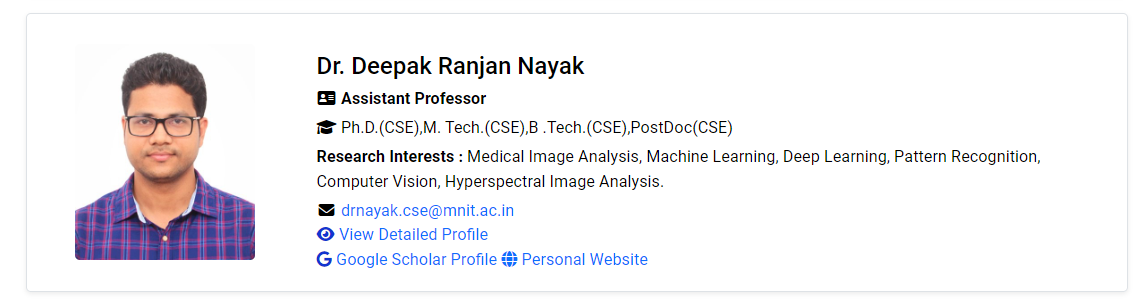 Dr. Deepak Ranjan Nayak
Assistant Professor
Ph.D.(CSE),M. Tech.(CSE),B .Tech.(CSE),PostDoc(CSE)
Research Interests : Medical Image Analysis, Machine Learning, Deep Learning, Pattern Recognition,
Computer Vision, Hyperspectral Image Analysis.
drnayak.cse@mnit.ac.in
View Detailed Profile
Google Scholar Profile Personal Website